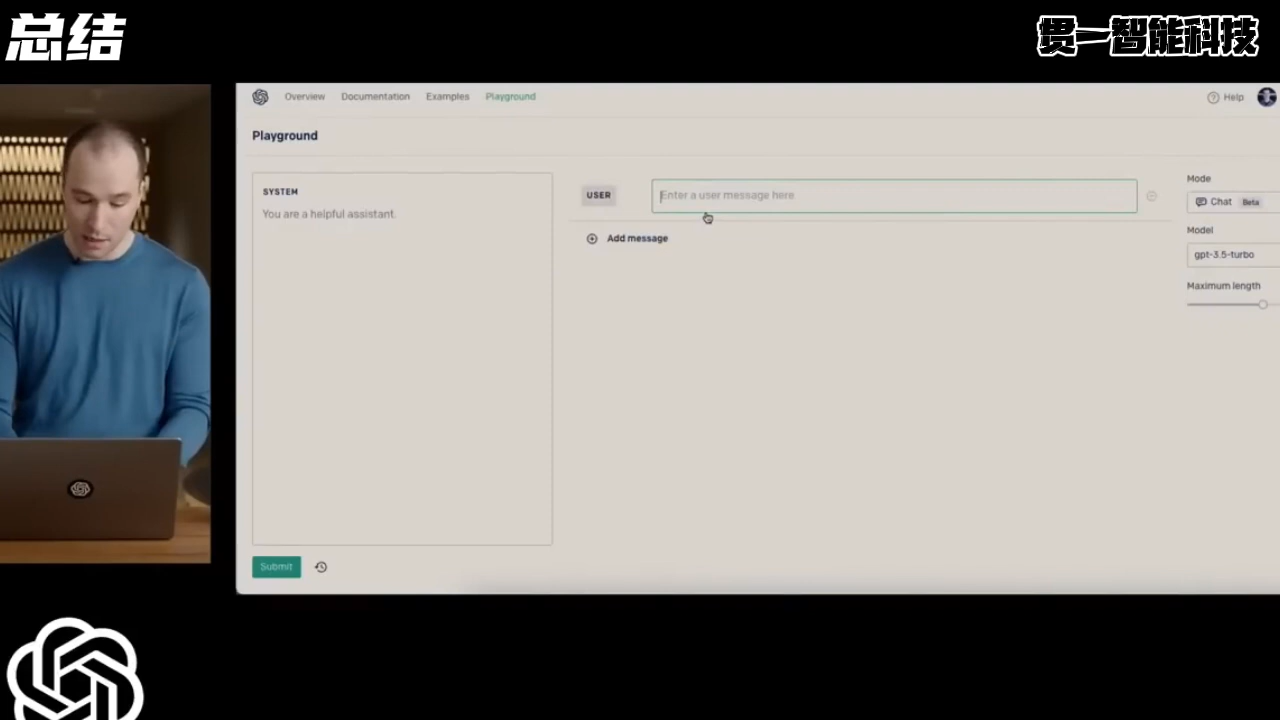 总结
贯一智能科技
Overview
Documentation
Examples
Playground
Help
Playground
SYSTEM
You are a helpful assistant.
USER
Enter a user message here
Add message
Mode
Chat
Beta
Model
gpt-3.5-turbo
Maximum length
Submit